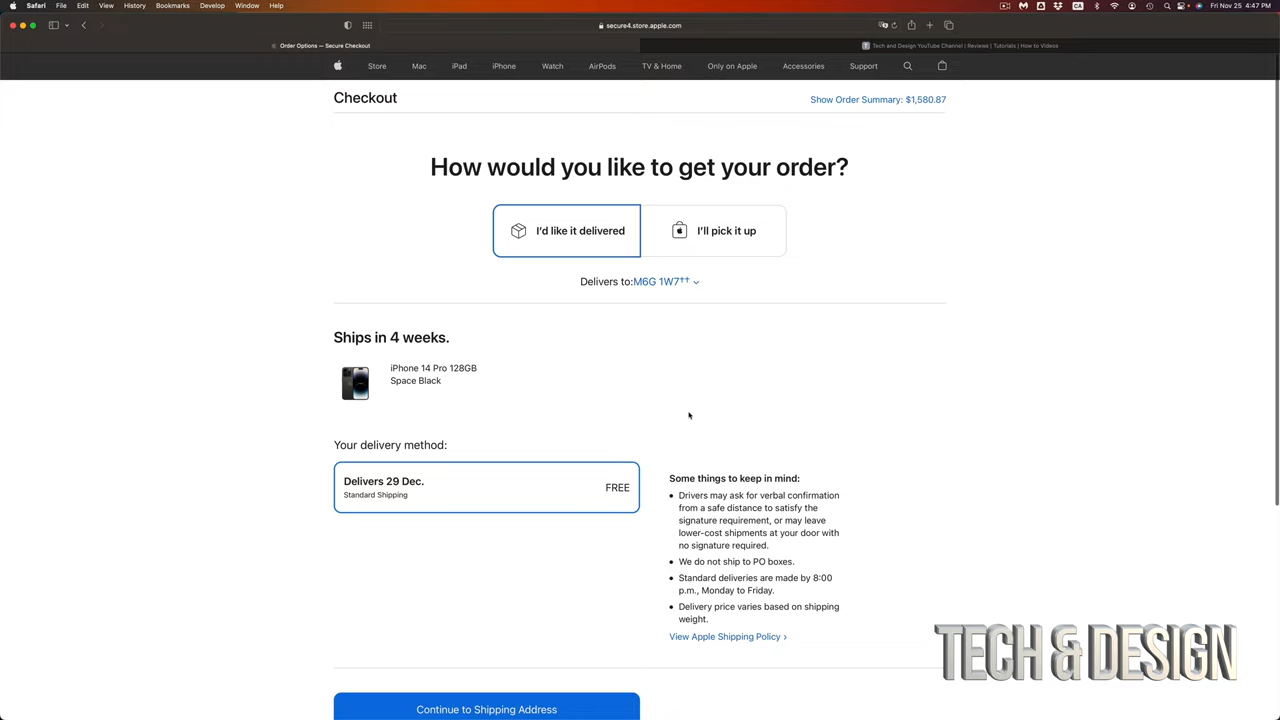 Safari File Edit View History Bookmarks Develop Window Help
Fri Nov 25 4:47 PM
secure4.store.apple.com
Order Options — Secure Checkout
Tech and Design YouTube Channel | Reviews | Tutorials | How to Videos
Store Mac iPad iPhone Watch AirPods TV & Home Only on Apple Accessories Support
Checkout
Show Order Summary: $1,580.87
How would you like to get your order?
I'd like it delivered
I'll pick it up
Delivers to:M6G 1W7††
Ships in 4 weeks.
iPhone 14 Pro 128GB
Space Black
Your delivery method:
Delivers 29 Dec.
Standard Shipping
FREE
Some things to keep in mind:
• Drivers may ask for verbal confirmation
from a safe distance to satisfy the
signature requirement, or may leave
lower-cost shipments at your door with
no signature required.
• We do not ship to PO boxes.
• Standard deliveries are made by 8:00
p.m., Monday to Friday.
• Delivery price varies based on shipping
weight.
View Apple Shipping Policy >
Continue to Shipping Address
TECH & DESIGN